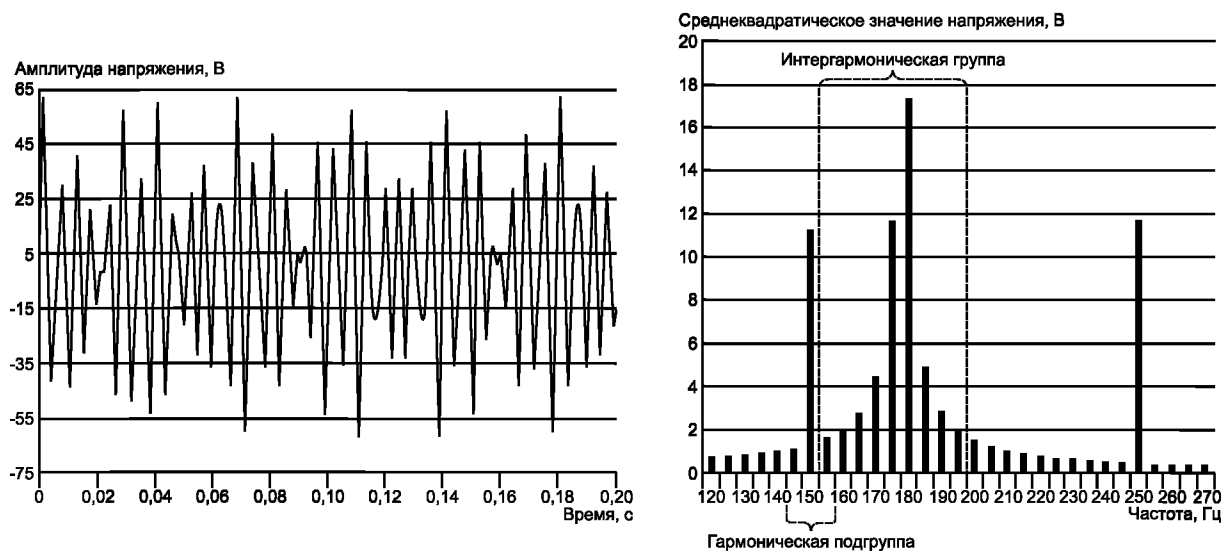 Амплитуда напряжения, В
65
45
25
5
-15
-35
-55
-75
0 0,02 0,04 0,06 0,08 0,10 0,12 0,14 0,16 0,18 0,20
Время, с
Среднеквадратическое значение напряжения, В
20
18
16
14
12
10
8
6
4
2
0
Интергармоническая группа
120 130 140 150 160 170 180 190 200 210 220 230 240 250 260 270
Частота, Гц
Гармоническая подгруппа